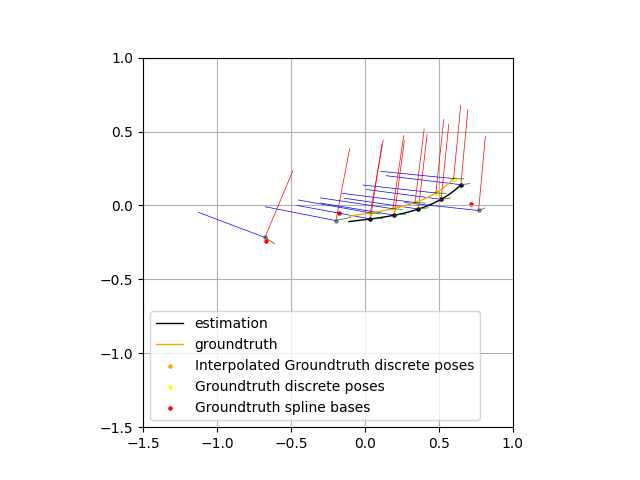 1.0
0.5
0.0
−0.5
−1.0
−1.5
estimation
groundtruth
Interpolated Groundtruth discrete poses
Groundtruth discrete poses
Groundtruth spline bases
−1.5 −1.0 −0.5 0.0 0.5 1.0